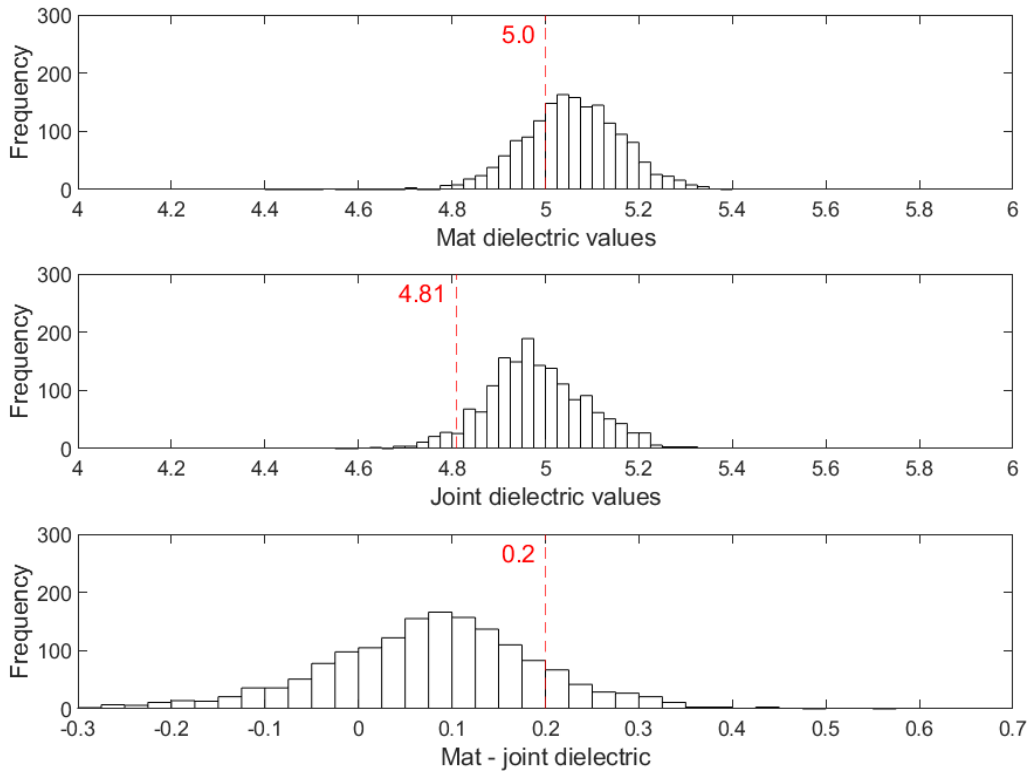 300
5.0
200
Frequency
100
0
4 4.2 4.4 4.6 4.8 5 5.2 5.4 5.6 5.8 6
Mat dielectric values
300
4.81
200
Frequency
100
0
4 4.2 4.4 4.6 4.8 5 5.2 5.4 5.6 5.8 6
Joint dielectric values
300
0.2
200
Frequency
100
0
-0.3 -0.2 -0.1 0 0.1 0.2 0.3 0.4 0.5 0.6 0.7
Mat - joint dielectric